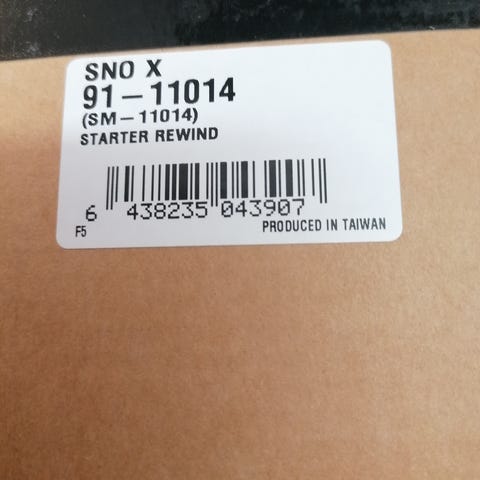 SNO X
91-11014
(SM-11014)
STARTER REWIND
6 438235 043907
F5 PRODUCED IN TAIWAN